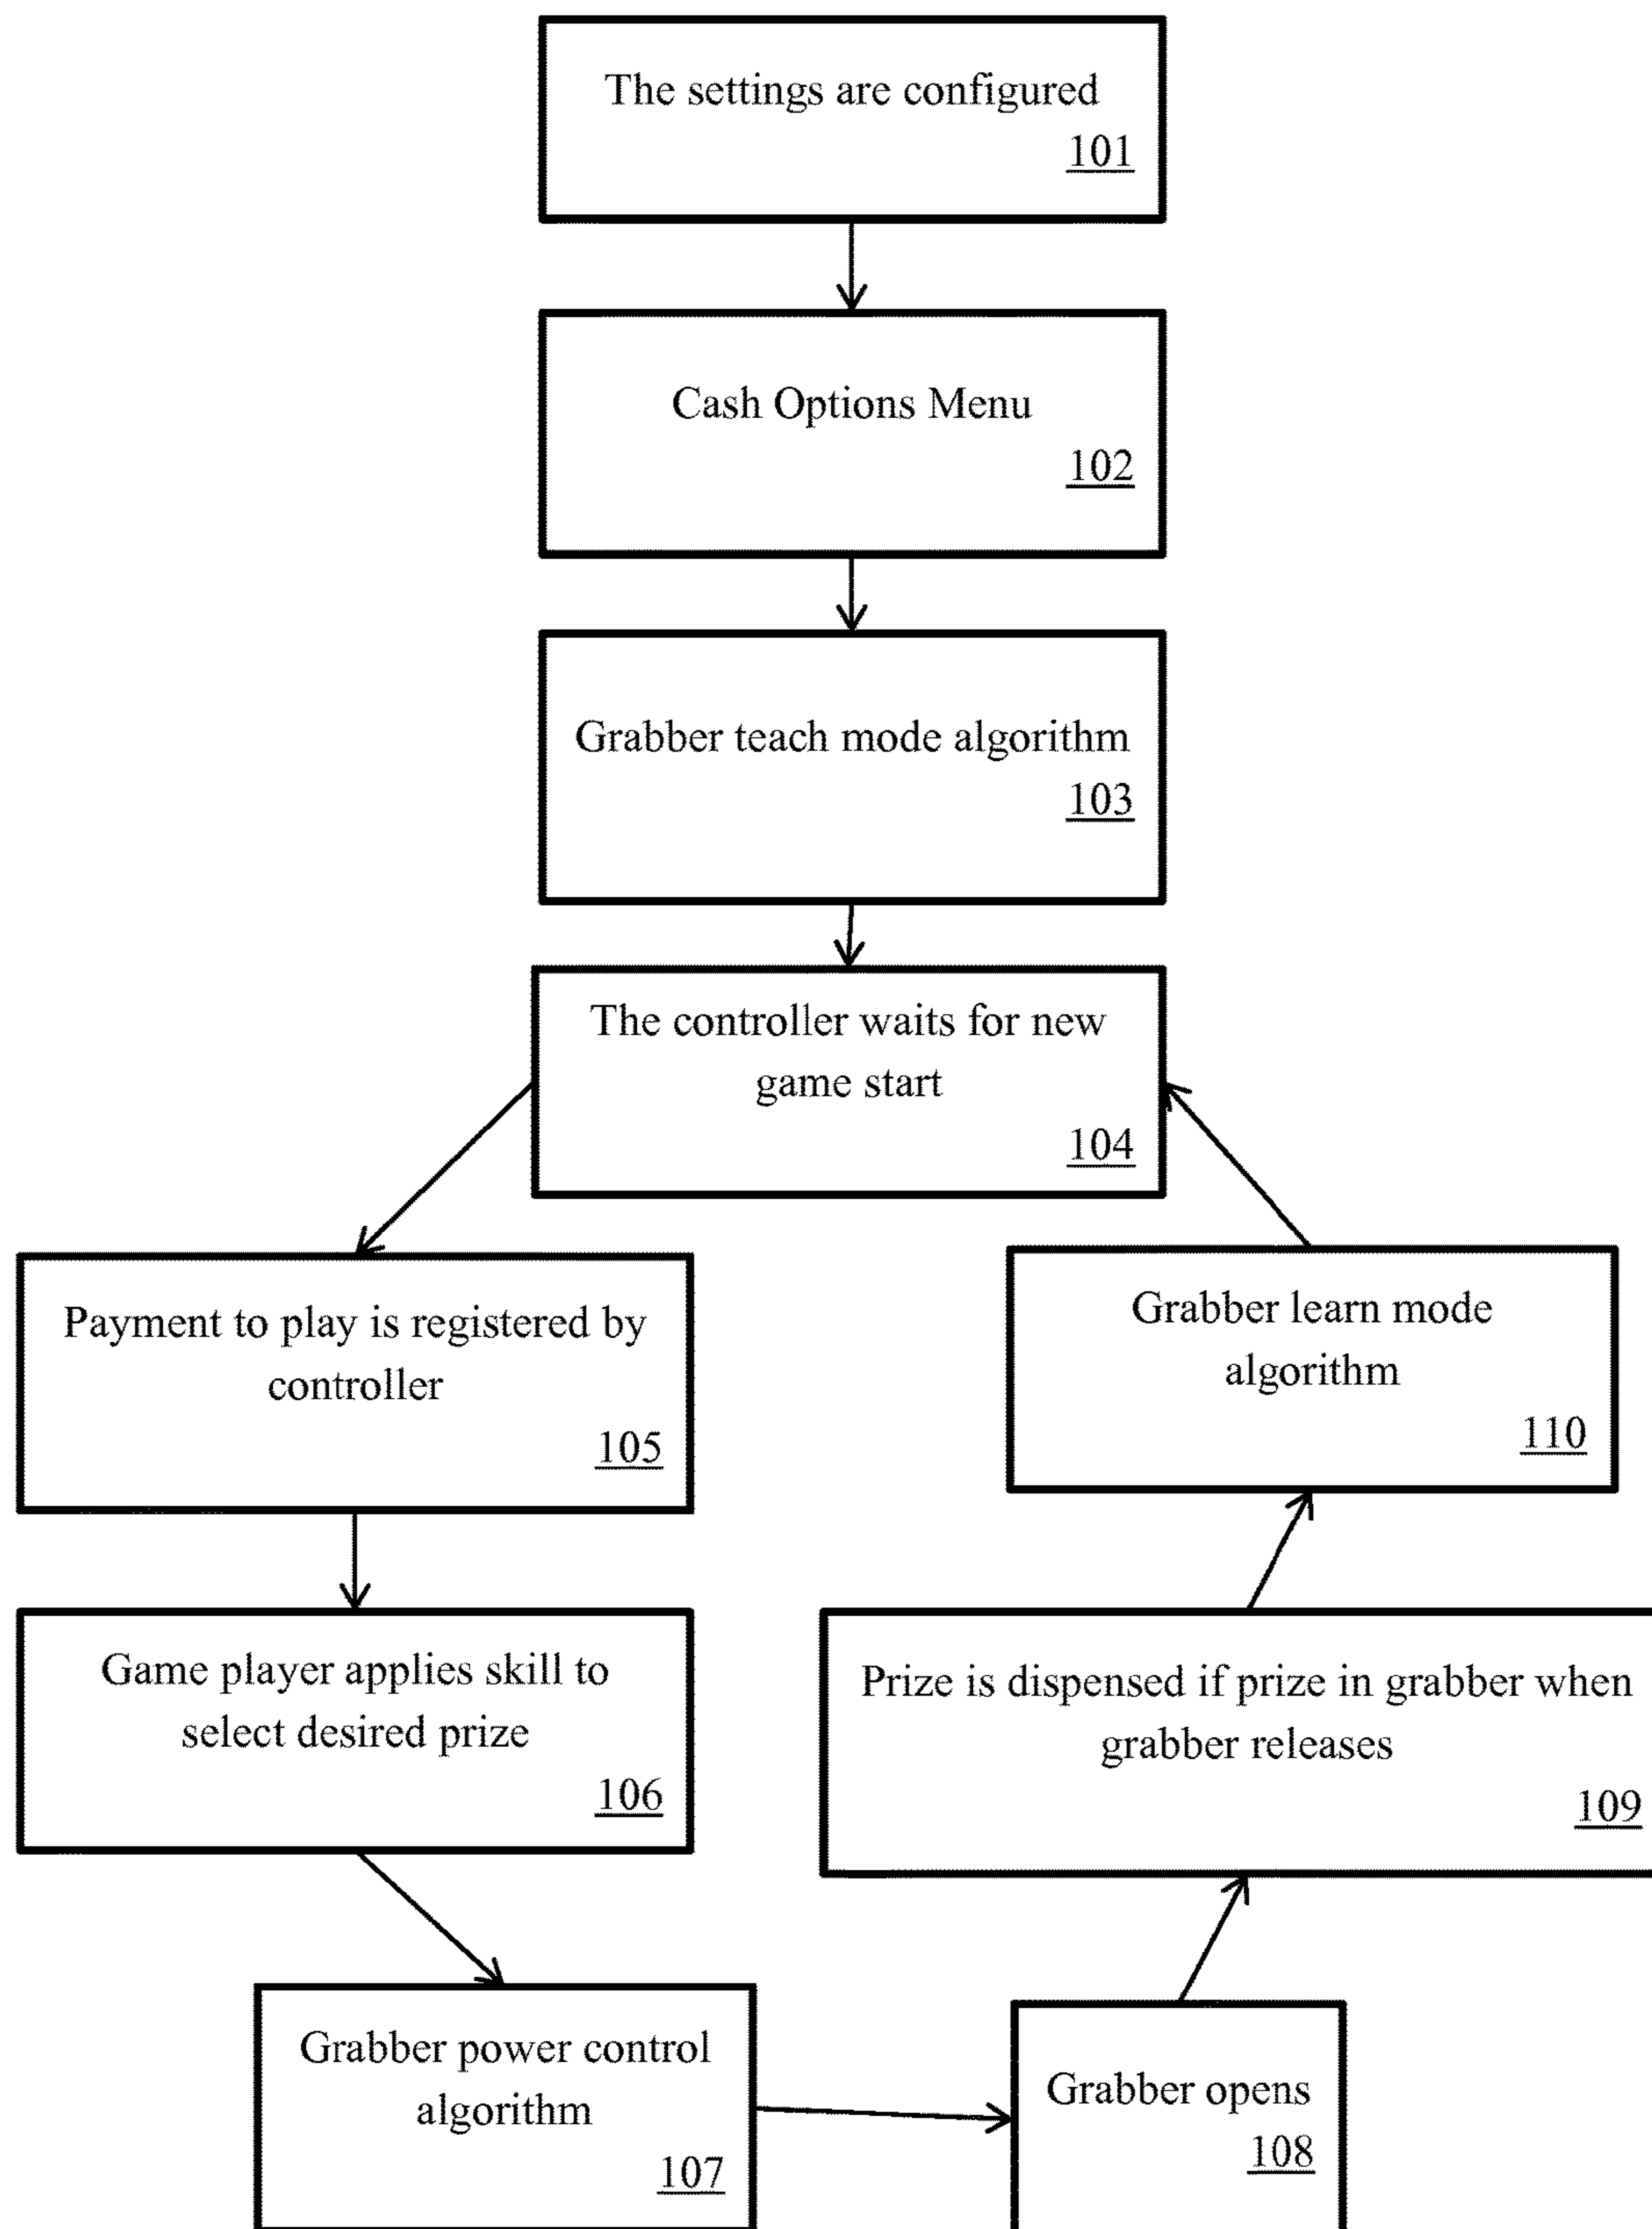 The settings are configured
101
Cash Options Menu
102
Grabber teach mode algorithm
103
The controller waits for new
game start
104
Payment to play is registered by
controller
105
Game player applies skill to
select desired prize
106
Grabber power control
algorithm
107
Grabber opens
108
Prize is dispensed if prize in grabber when
grabber releases
109
Grabber learn mode
algorithm
110